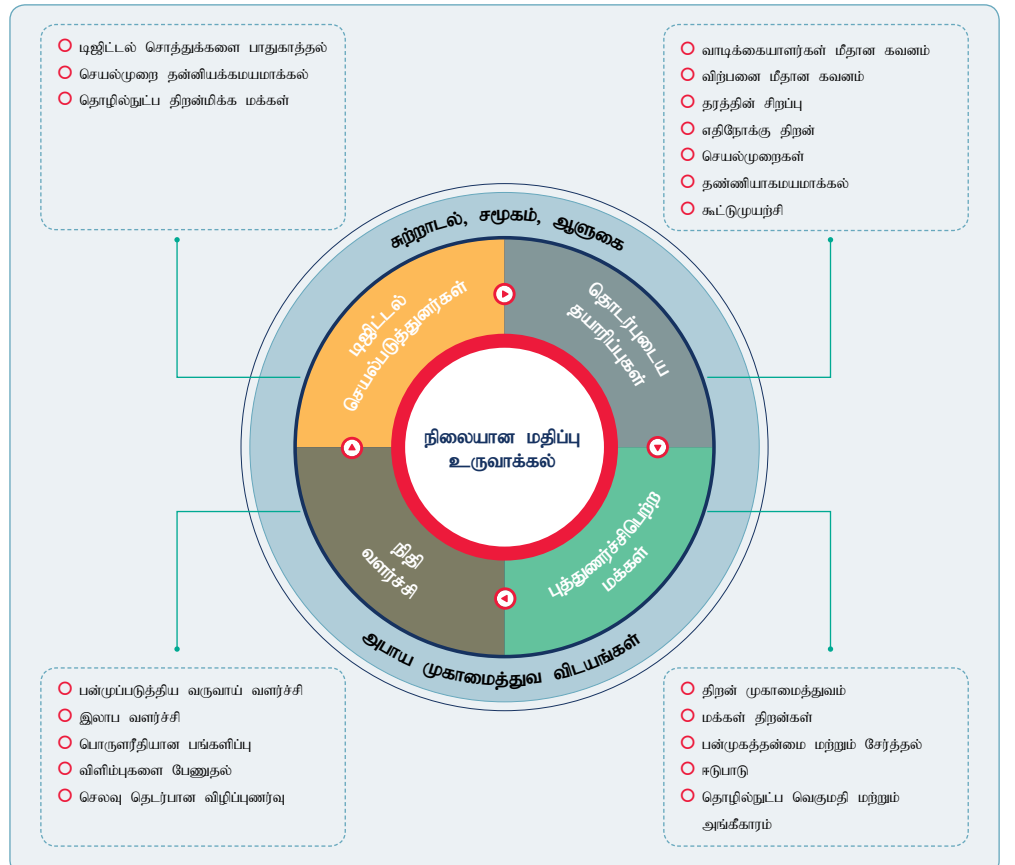 டிஜிட்டல் சொத்துக்களை பாதுகாத்தல்
செயல்முறை தன்னியக்கமயமாக்கல்
தொழில்நுட்ப திறன்மிக்க மக்கள்
வாடிக்கையாளர்கள் மீதான கவனம்
விற்பனை மீதான கவனம்
தரத்தின் சிறப்பு
எதிநோக்கு திறன்
செயல்முறைகள்
தண்ணியாகமயமாக்கல்
கூட்டுமுயற்சி
சுற்றாடல், சமூகம், ஆளுகை
டிஜிட்டல்
செயல்படுத்துனர்கள்
தொடர்புடைய
தயாரிப்புகள்
நிலையான மதிப்பு
உருவாக்கல்
நிதி
வளர்ச்சி
புத்துணர்ச்சிபெற்ற
மக்கள்
அபாய முகாமைத்துவ விடயங்கள்
பன்முப்படுத்திய வருவாய் வளர்ச்சி
இலாப வளர்ச்சி
பொருளரீதியான பங்களிப்பு
விளிம்புகளை பேணுதல்
செலவு தெடர்பான விழிப்புணர்வு
திறன் முகாமைத்துவம்
மக்கள் திறன்கள்
பன்முகத்தன்மை மற்றும் சேர்த்தல்
ஈடுபாடு
தொழில்நுட்ப வெகுமதி மற்றும்
அங்கீகாரம்